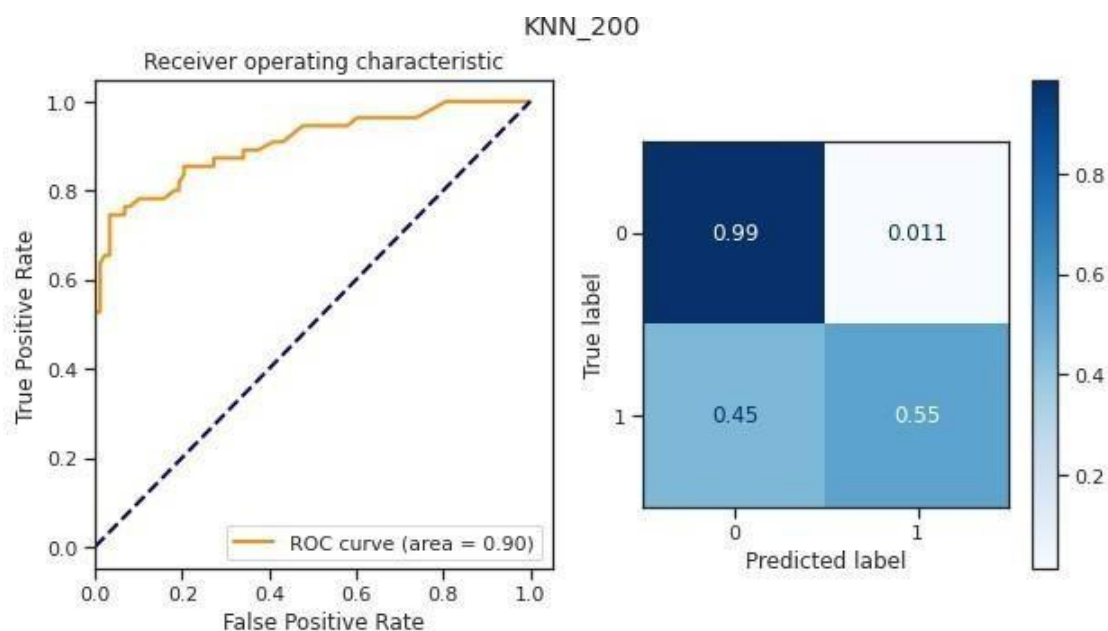 KNN_200
Receiver operating characteristic
True Positive Rate
1.0
0.8
0.6
0.4
0.2
0.0
ROC curve (area = 0.90)
0.0 0.2 0.4 0.6 0.8 1.0
False Positive Rate
True label
0
0.99 0.011
1
0.45 0.55
0 1
Predicted label
0.8
0.6
0.4
0.2